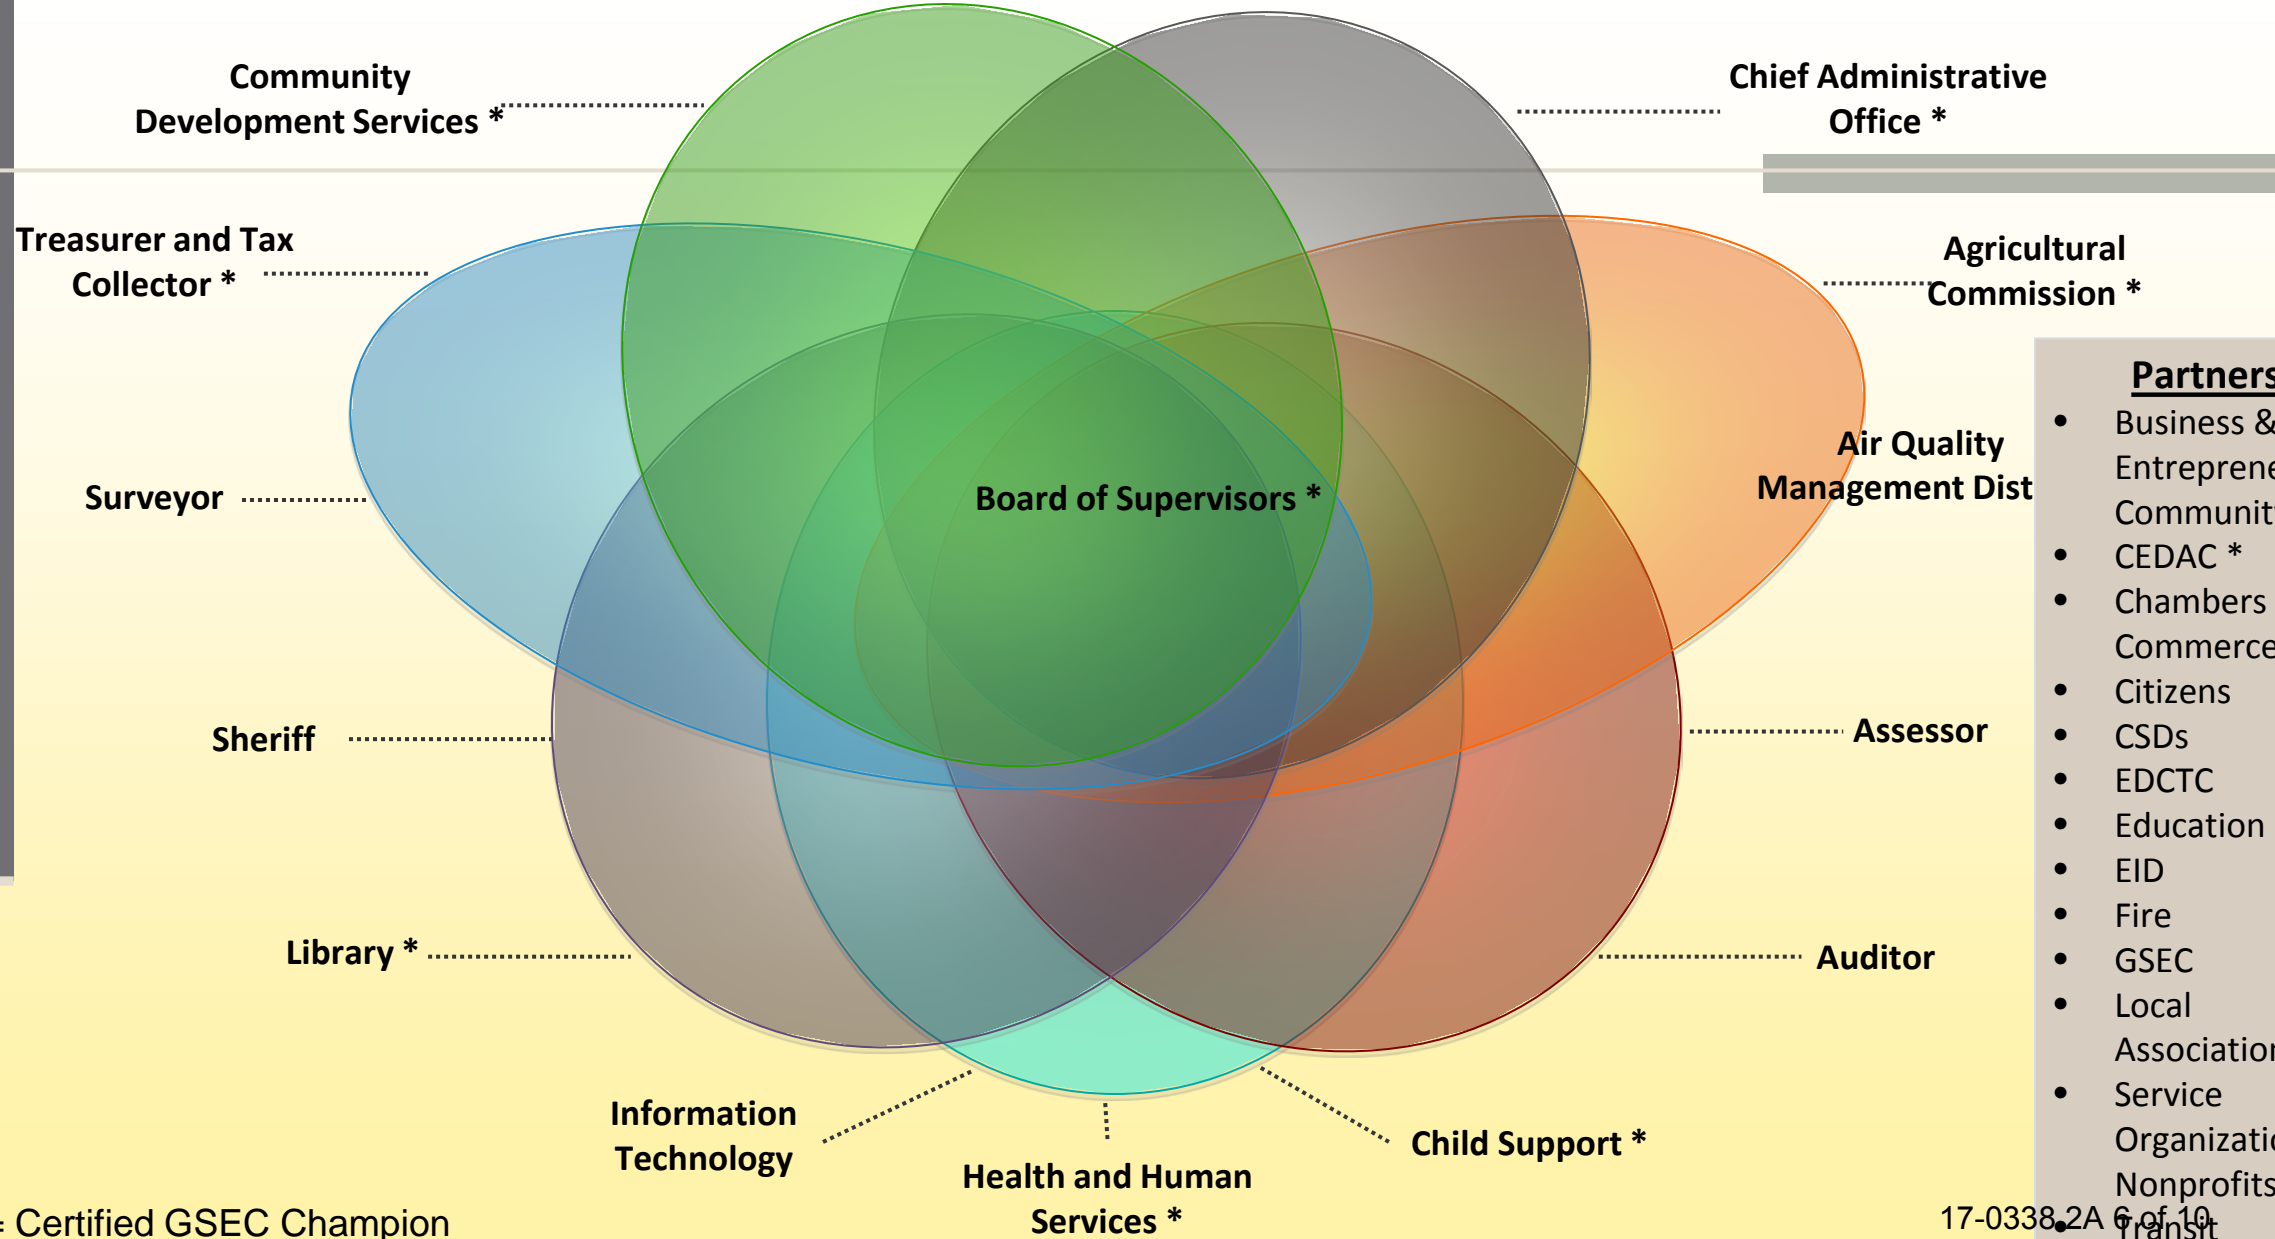 Community
Development Services *
Chief Administrative
Office *
Treasurer and Tax
Collector *
Agricultural
Commission *
Surveyor
Board of Supervisors *
Air Quality
Management Dist
Sheriff
Assessor
Library *
Auditor
Information
Technology
Health and Human
Services *
Child Support *
Partners
• Business &
Entreprene
Communit
• CEDAC *
• Chambers
Commerce
• Citizens
• CSDs
• EDCTC
• Education
• EID
• Fire
• GSEC
• Local
Association
• Service
Organizatio
Nonprofits
• Transit
= Certified GSEC Champion
17-0338 2A 6 of 10